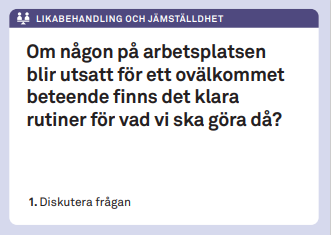 LIKABEHANDLING OCH JÄMSTÄLLDHET
Om någon på arbetsplatsen
blir utsatt för ett ovälkommet
beteende finns det klara
rutiner för vad vi ska göra då?
1. Diskutera frågan